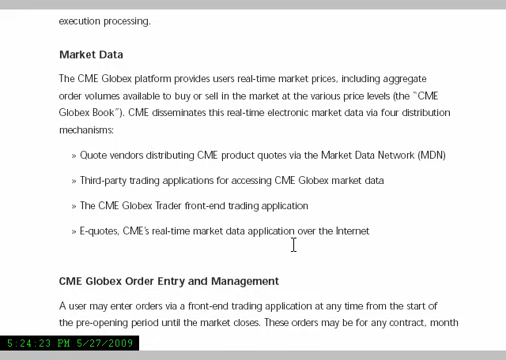 execution processing.
Market Data
The CME Globex platform provides users real-time market prices, including aggregate
order volumes available to buy or sell in the market at the various price levels (the “CME
Globex Book”). CME disseminates this real-time electronic market data via four distribution
mechanisms:
» Quote vendors distributing CME product quotes via the Market Data Network (MDN)
» Third-party trading applications for accessing CME Globex market data
» The CME Globex Trader front-end trading application
» E-quotes, CME’s real-time market data application over the Internet
CME Globex Order Entry and Management
A user may enter orders via a front-end trading application at any time from the start of
the pre-opening period until the market closes. These orders may be for any contract, month
5:24:23 PM 5/27/2009